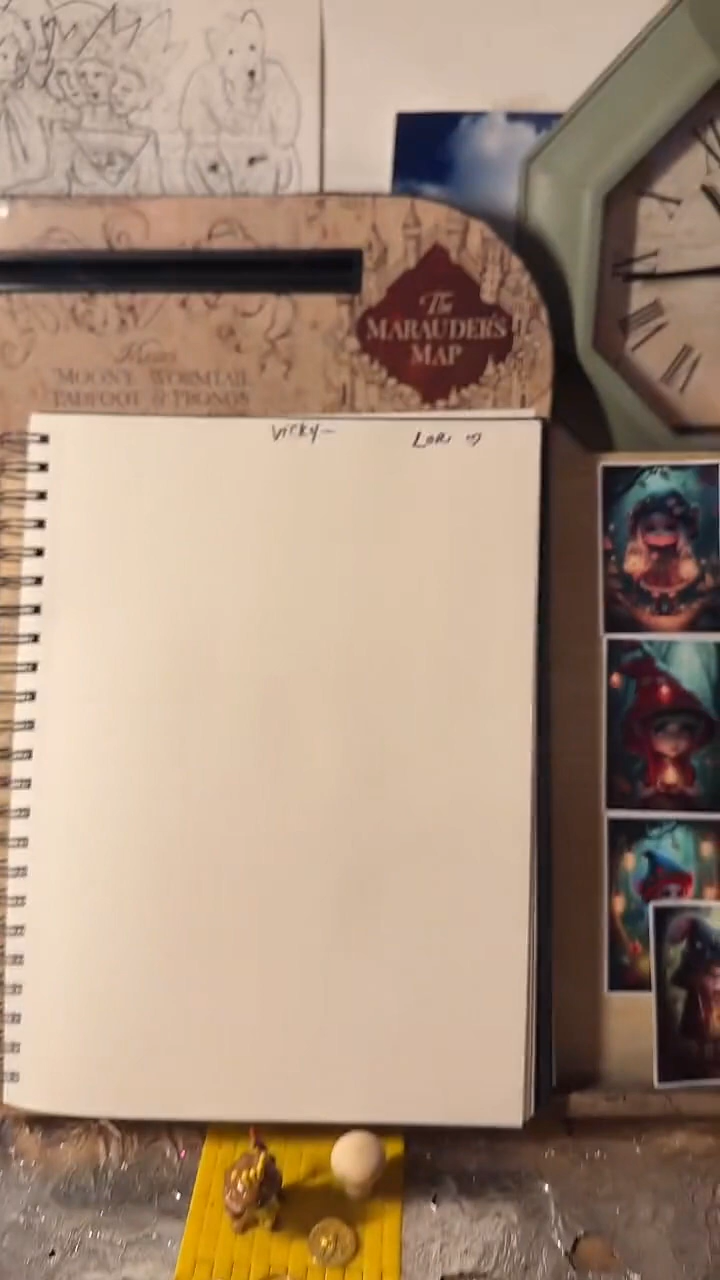 The
MARAUDER'S
MAP
Messrs
MOONY WORMTAIL
PADFOOT & PRONGS
Vicky- Lori ♡